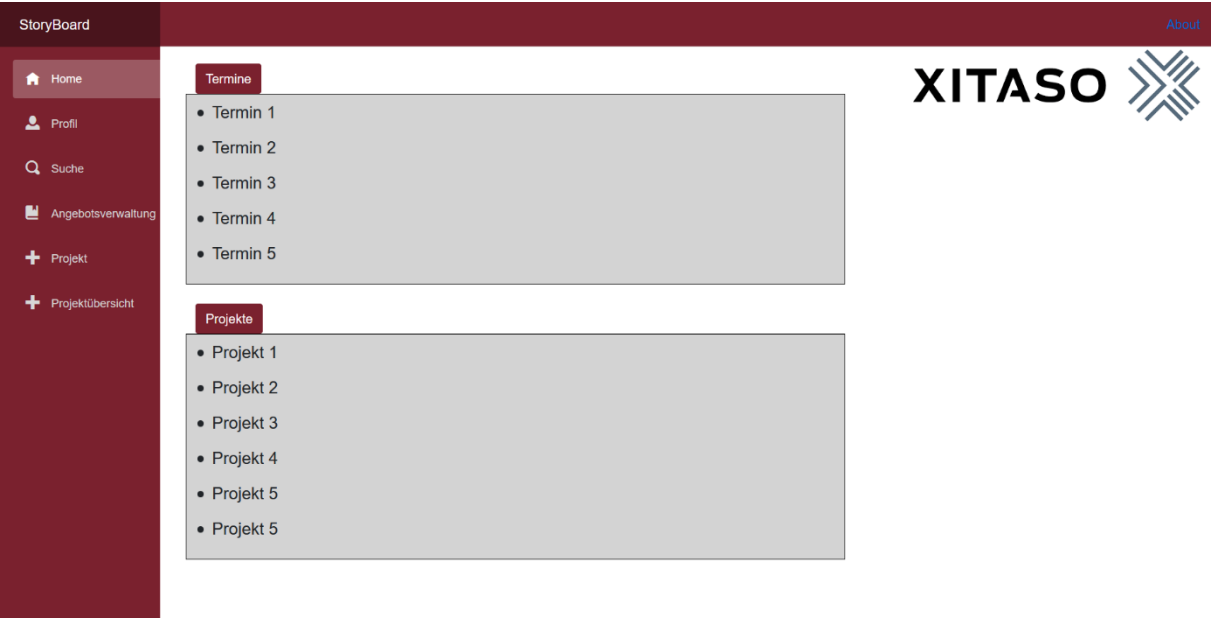 StoryBoard
About
Home
Profil
Suche
Angebotsverwaltung
Projekt
Projektübersicht
XITASO
Termine
Termin 1
Termin 2
Termin 3
Termin 4
Termin 5
Projekte
Projekt 1
Projekt 2
Projekt 3
Projekt 4
Projekt 5
Projekt 5